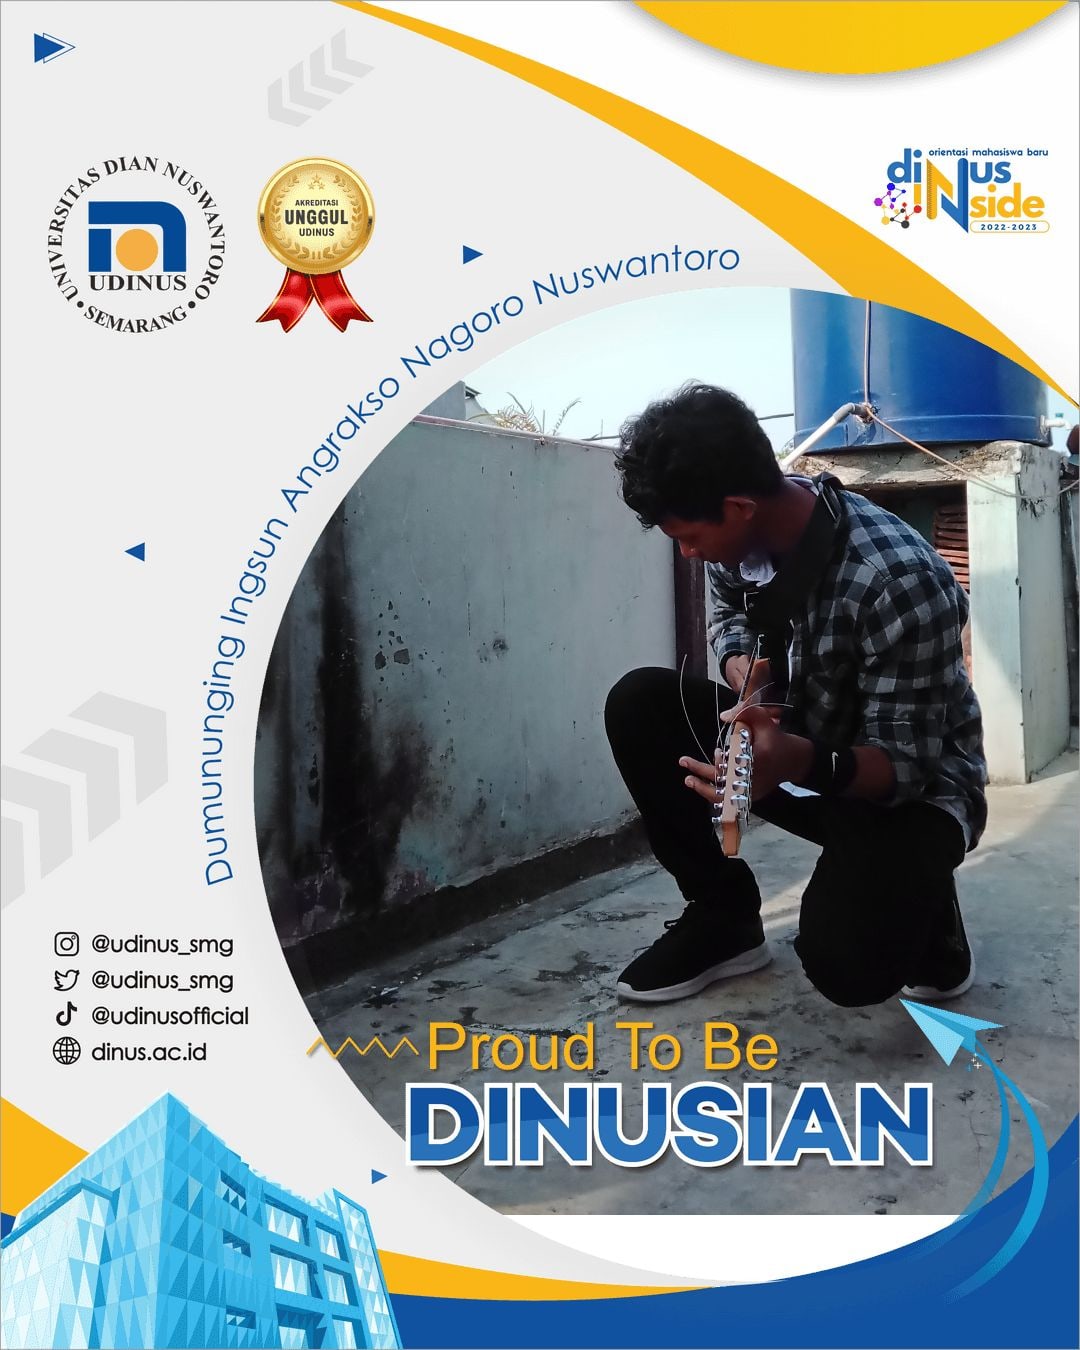 UNIVERSITAS DIAN NUSWANTORO
UDINUS
• SEMARANG •
AKREDITASI
UNGGUL
UDINUS
orientasi mahasiswa baru
diNus
iNside
2022-2023
Dumununging Ingsun Angrakso Nagoro Nuswantoro
@udinus_smg
@udinus_smg
@udinusofficial
dinus.ac.id
Proud To Be
DINUSIAN